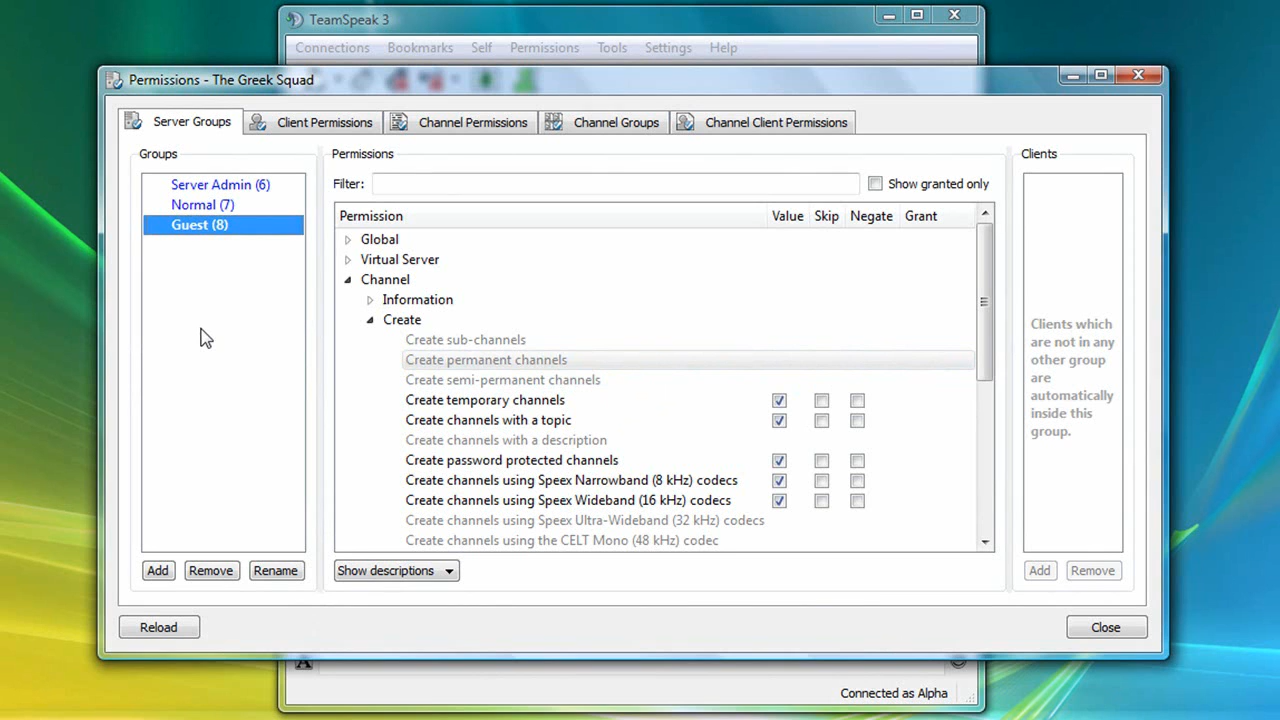 TeamSpeak 3
Connections Bookmarks Self Permissions Tools Settings Help
Permissions - The Greek Squad
Server Groups Client Permissions Channel Permissions Channel Groups Channel Client Permissions
Groups
Server Admin (6)
Normal (7)
Guest (8)
Add Remove Rename
Permissions
Filter: Show granted only
Permission Value Skip Negate Grant
Global
Virtual Server
Channel
Information
Create
Create sub-channels
Create permanent channels
Create semi-permanent channels
Create temporary channels
Create channels with a topic
Create channels with a description
Create password protected channels
Create channels using Speex Narrowband (8 kHz) codecs
Create channels using Speex Wideband (16 kHz) codecs
Create channels using Speex Ultra-Wideband (32 kHz) codecs
Create channels using the CELT Mono (48 kHz) codec
Show descriptions
Clients
Clients which
are not in any
other group
are
automatically
inside this
group.
Add Remove
Reload Close
Connected as Alpha